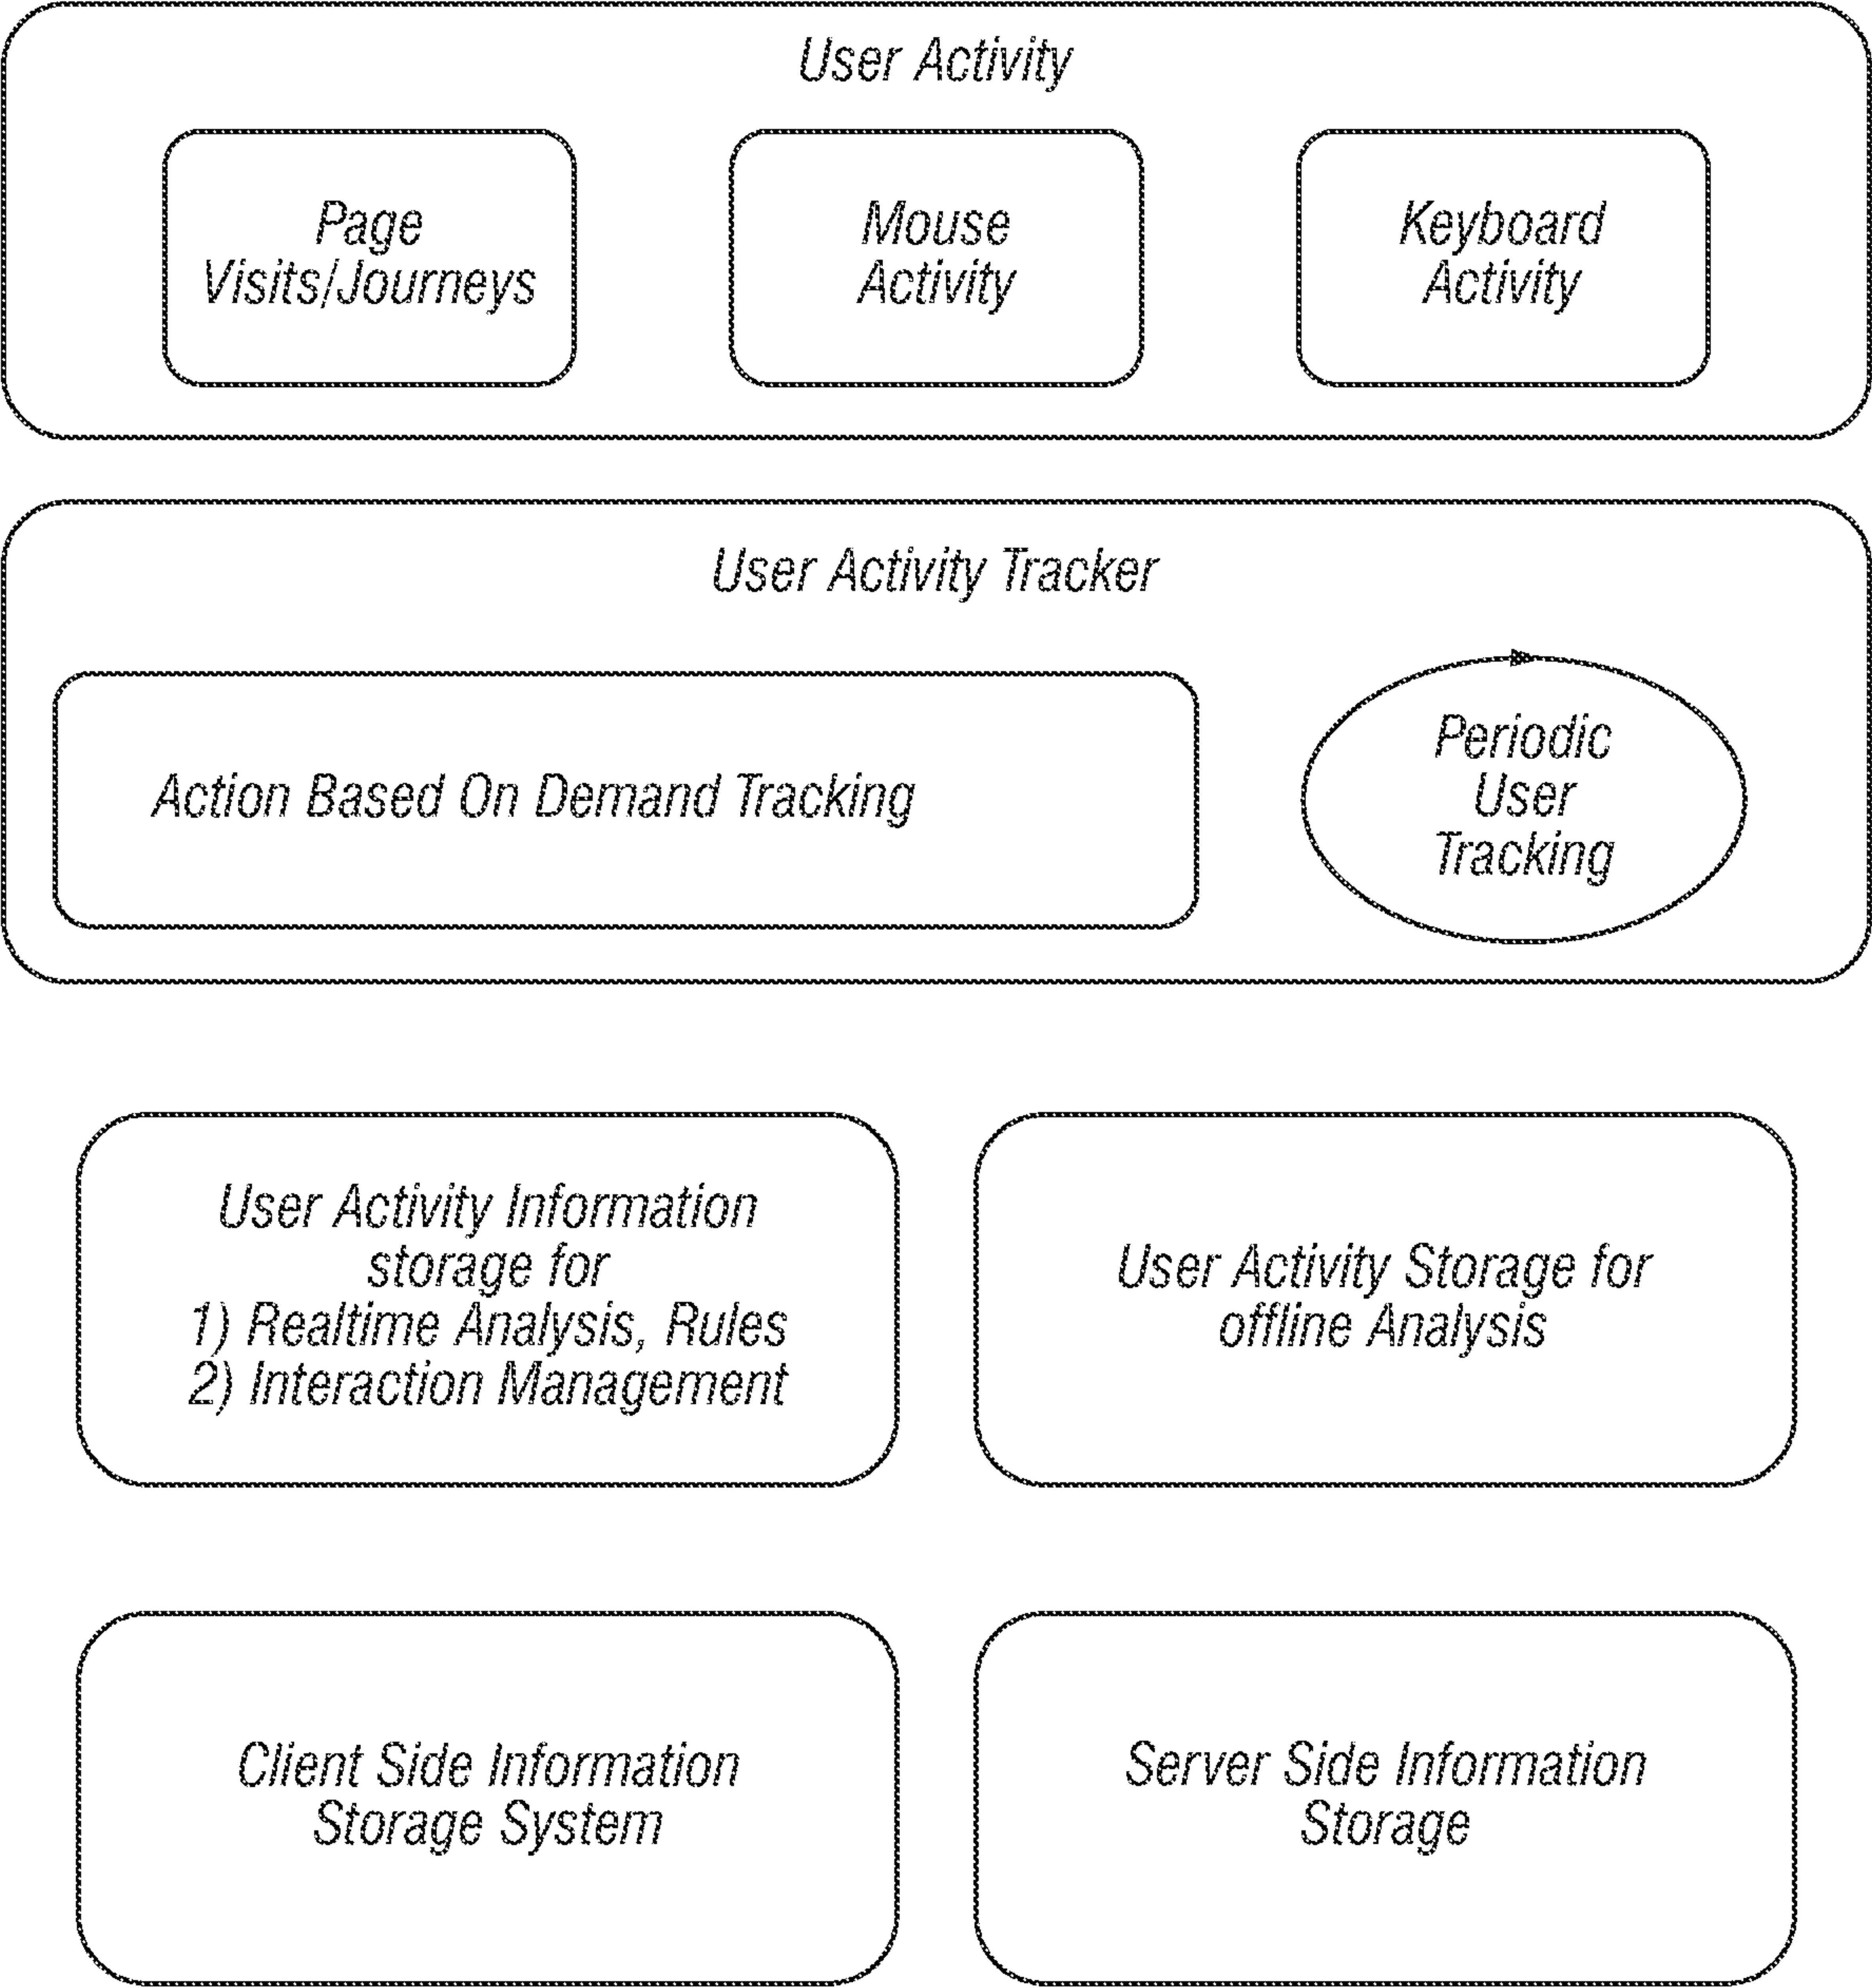 User Activity
Page
Visits/Journeys
Mouse
Activity
Keyboard
Activity
User Activity Tracker
Action Based On Demand Tracking
Periodic
User
Tracking
User Activity Information
storage for
1) Realtime Analysis, Rules
2) Interaction Management
User Activity Storage for
offline Analysis
Client Side Information
Storage System
Server Side Information
Storage